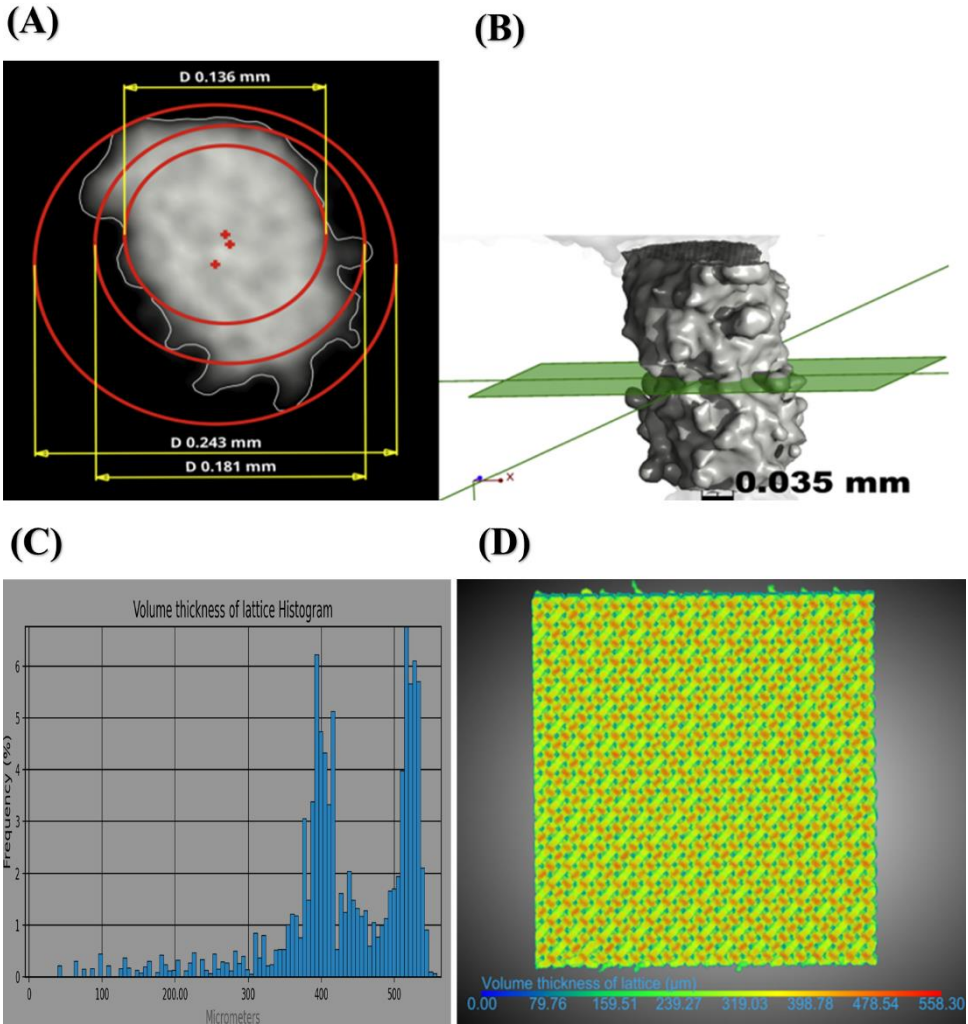 (A)
(B)
D 0.136 mm
D 0.243 mm
D 0.181 mm
X
0.035 mm
(C)
(D)
Volume thickness of lattice Histogram
Frequency (%)
6
5
4
3
2
1
0
0 100 200.00 400 500
Micrometers
Volume thickness of lattice (µm)
0.00 79.76 159.51 239.27 319.03 398.78 478.54 558.30